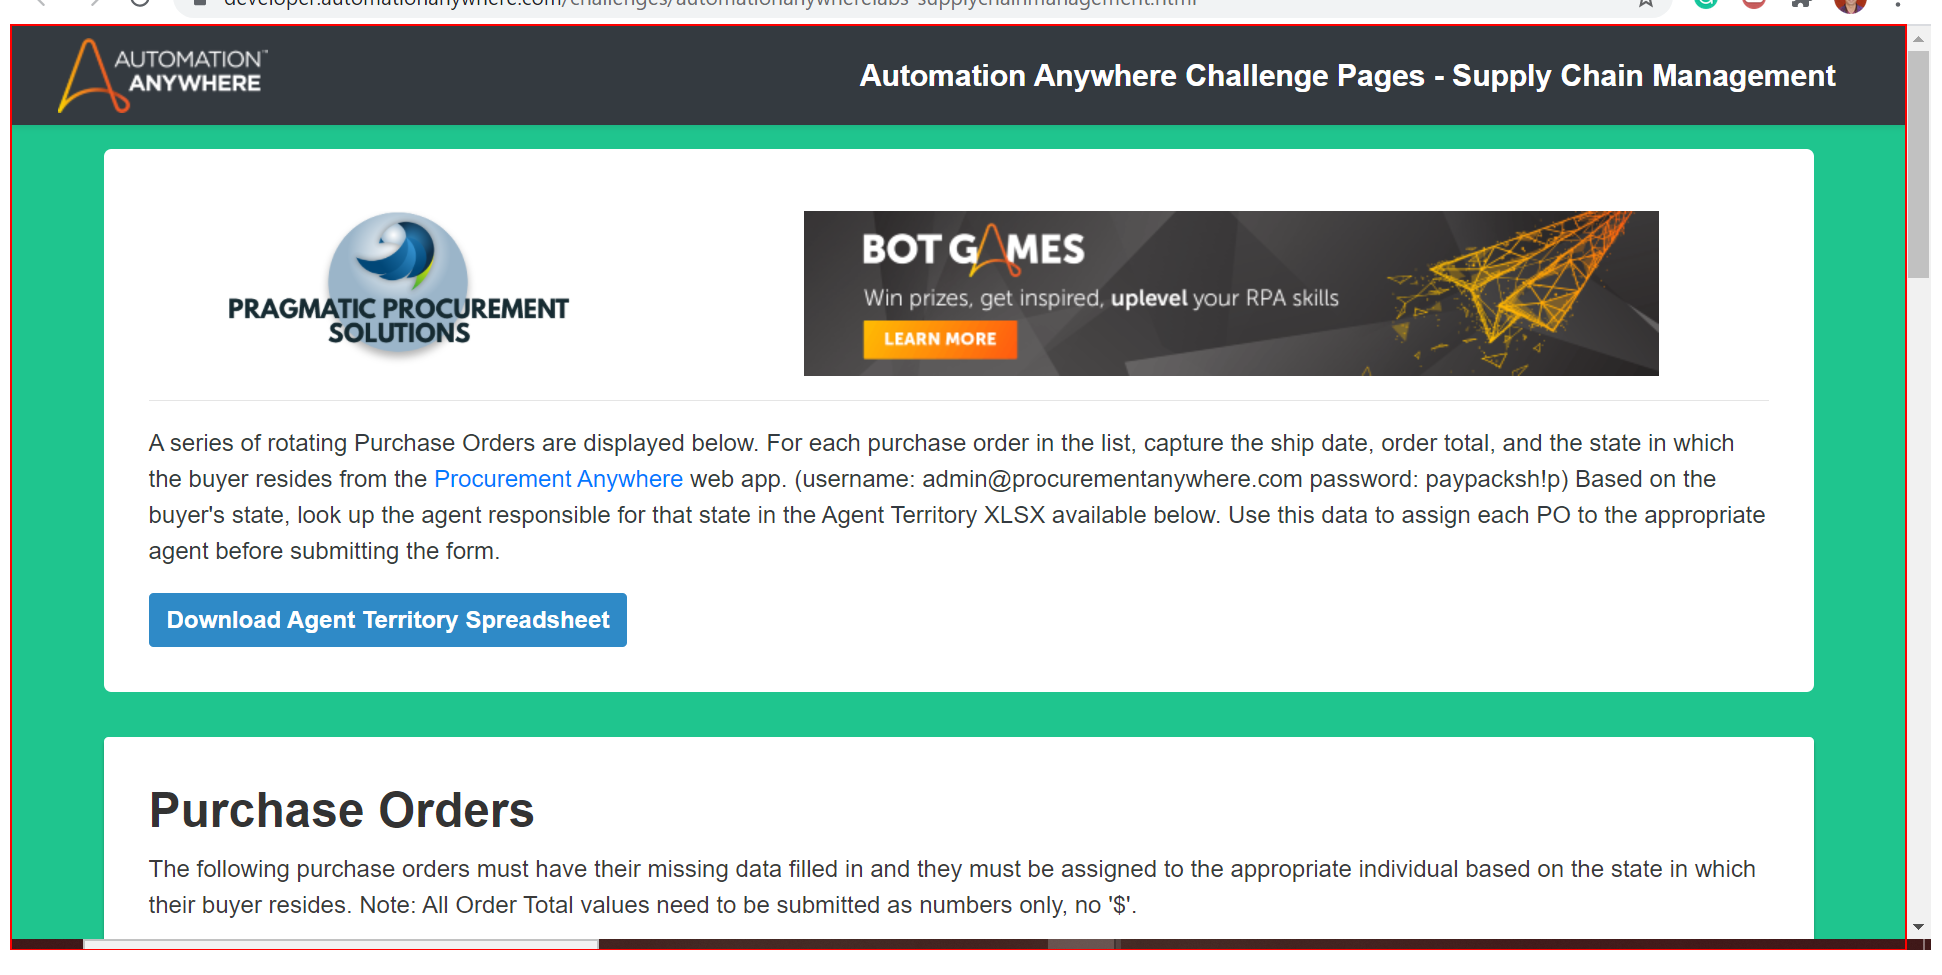 developer.automationanywhere.com/challenges/automationanywherelabs-supplychainmanagement.html
AUTOMATION™
ANYWHERE
Automation Anywhere Challenge Pages - Supply Chain Management
PRAGMATIC PROCUREMENT
SOLUTIONS
BOT GAMES
Win prizes, get inspired, uplevel your RPA skills
LEARN MORE
A series of rotating Purchase Orders are displayed below. For each purchase order in the list, capture the ship date, order total, and the state in which
the buyer resides from the Procurement Anywhere web app. (username: admin@procurementanywhere.com password: paypacksh!p) Based on the
buyer's state, look up the agent responsible for that state in the Agent Territory XLSX available below. Use this data to assign each PO to the appropriate
agent before submitting the form.
Download Agent Territory Spreadsheet
Purchase Orders
The following purchase orders must have their missing data filled in and they must be assigned to the appropriate individual based on the state in which
their buyer resides. Note: All Order Total values need to be submitted as numbers only, no '$'.